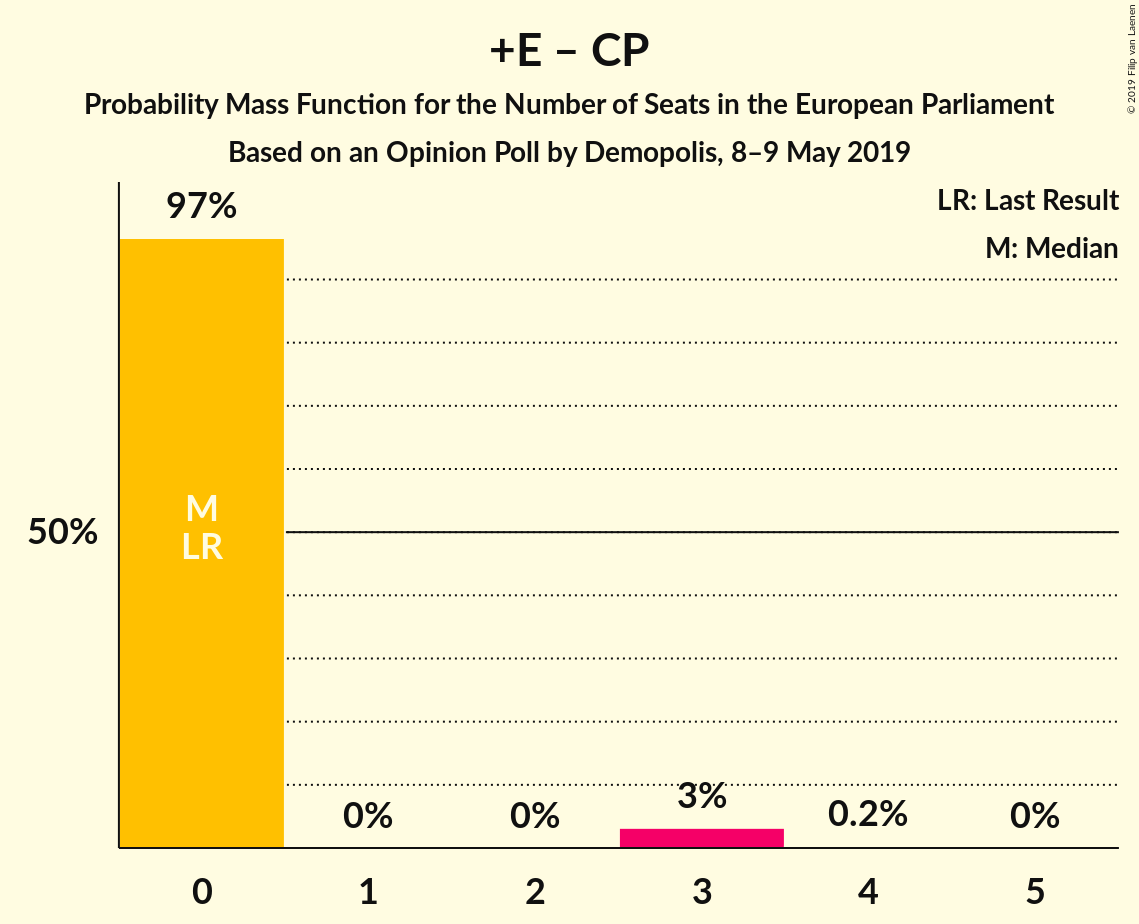 +E – CP
Probability Mass Function for the Number of Seats in the European Parliament
Based on an Opinion Poll by Demopolis, 8–9 May 2019
© 2019 Filip van Laenen
LR: Last Result
M: Median
97%
M
LR
50%
0%
0%
3%
0.2%
0%
0 1 2 3 4 5